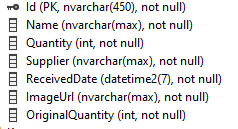 Id (PK, nvarchar(450), not null)
Name (nvarchar(max), not null)
Quantity (int, not null)
Supplier (nvarchar(max), not null)
ReceivedDate (datetime2(7), not null)
ImageUrl (nvarchar(max), not null)
OriginalQuantity (int, not null)